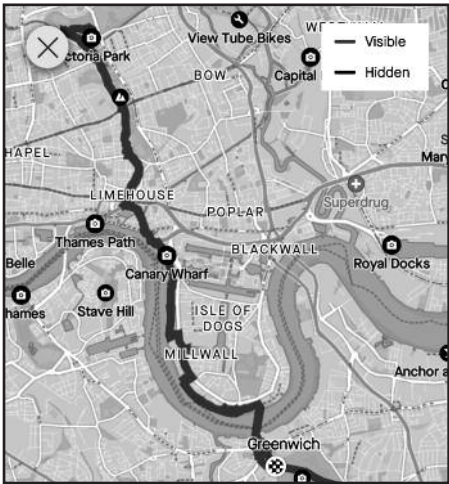 Visible
Hidden
View Tube Bikes
ctoria Park
BOW
Capital
HAPEL
Mary
LIMEHOUSE
POPLAR
Superdrug
Thames Path
BLACKWALL
Belle
Canary Wharf
Royal Docks
hames
Stave Hill
ISLE OF
DOGS
MILLWALL
Anchor a
Greenwich